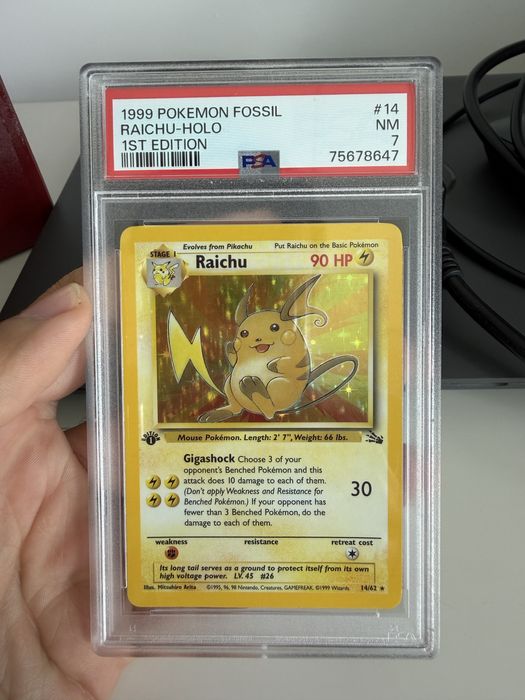 1999 POKEMON FOSSIL #14
RAICHU-HOLO NM
1ST EDITION 7
PSA 75678647
Evolves from Pikachu Put Raichu on the Basic Pokémon
STAGE 1 Raichu 90 HP
EDITION 1
Mouse Pokémon. Length: 2' 7", Weight: 66 lbs.
Gigashock Choose 3 of your
opponent's Benched Pokémon and this
attack does 10 damage to each of them.
(Don't apply Weakness and Resistance for
Benched Pokémon.) If your opponent has
fewer than 3 Benched Pokémon, do the
damage to each of them.
30
weakness resistance retreat cost
Its long tail serves as a ground to protect itself from its own
high voltage power. LV. 45 #26
Illus. Mitsuhiro Arita ©1995, 96, 98 Nintendo, Creatures, GAMEFREAK. ©1999 Wizards. 14/62 ★